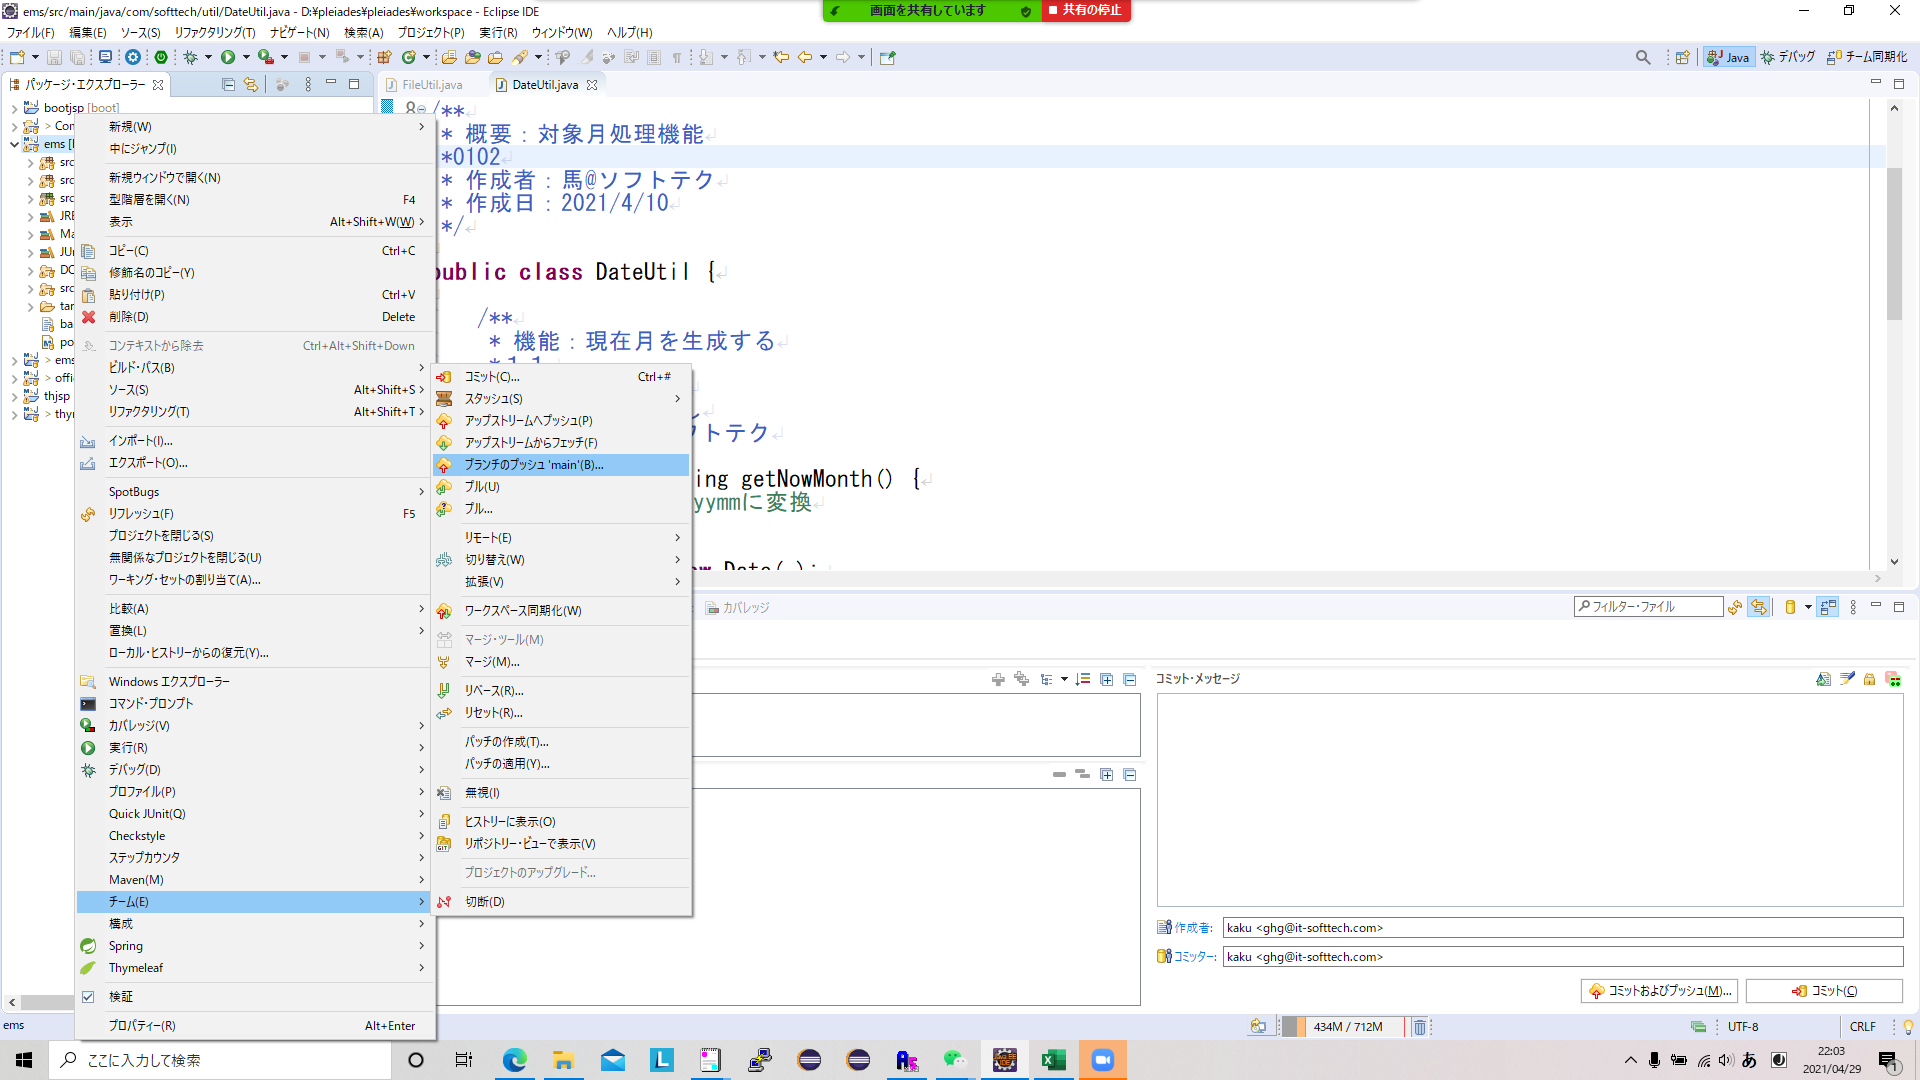 ems/src/main/java/com/softtech/util/DateUtil.java - D:¥pleiades¥pleiades¥workspace - Eclipse IDE
画面を共有しています
共有の停止
ファイル(F) 編集(E) ソース(S) リファクタリング(T) ナビゲート(N) 検索(A) プロジェクト(P) 実行(R) ウィンドウ(W) ヘルプ(H)
Java デバッグ チーム同期化
パッケージ・エクスプローラー
FileUtil.java DateUtil.java
bootjsp [boot]
> Con
ems [
src
src
src
JRE
Ma
JUn
src
tar
ba
po
> ems
> offic
thjsp
> thyr
8 /**
* 概要：対象月処理機能
*0102
* 作成者：馬@ソフトテク
* 作成日：2021/4/10
*/
public class DateUtil {
/**
* 機能：現在月を生成する
フトテク
ing getNowMonth() {
yymmに変換
ew Date( );
新規(W)
中にジャンプ(I)
新規ウィンドウで開く(N)
型階層を開く(N) F4
表示 Alt+Shift+W(W)
コピー(C) Ctrl+C
修飾名のコピー(Y)
貼り付け(P) Ctrl+V
削除(D) Delete
コンテキストから除去 Ctrl+Alt+Shift+Down
ビルド・パス(B)
ソース(S) Alt+Shift+S
リファクタリング(T) Alt+Shift+T
インポート(I)...
エクスポート(O)...
SpotBugs
リフレッシュ(F) F5
プロジェクトを閉じる(S)
無関係なプロジェクトを閉じる(U)
ワーキング・セットの割り当て(A)...
比較(A)
置換(L)
ローカル・ヒストリーからの復元(Y)...
Windows エクスプローラー
コマンド・プロンプト
カバレッジ(V)
実行(R)
デバッグ(D)
プロファイル(P)
Quick JUnit(Q)
Checkstyle
ステップカウンタ
Maven(M)
チーム(E)
構成
Spring
Thymeleaf
検証
プロパティー(R) Alt+Enter
コミット(C)... Ctrl+#
スタッシュ(S)
アップストリームへプッシュ(P)
アップストリームからフェッチ(F)
ブランチのプッシュ 'main'(B)...
プル(U)
プル...
リモート(E)
切り替え(W)
拡張(V)
ワークスペース同期化(W)
マージ・ツール(M)
マージ(M)...
リベース(R)...
リセット(R)...
パッチの作成(T)...
パッチの適用(Y)...
無視(I)
ヒストリーに表示(O)
リポジトリー・ビューで表示(V)
プロジェクトのアップグレード...
切断(D)
カバレッジ
フィルター・ファイル
コミット・メッセージ
作成者: kaku <ghg@it-softtech.com>
コミッター: kaku <ghg@it-softtech.com>
コミットおよびプッシュ(M)... コミット(C)
ems
434M / 712M
UTF-8
CRLF
ここに入力して検索
あ
22:03
2021/04/29
1